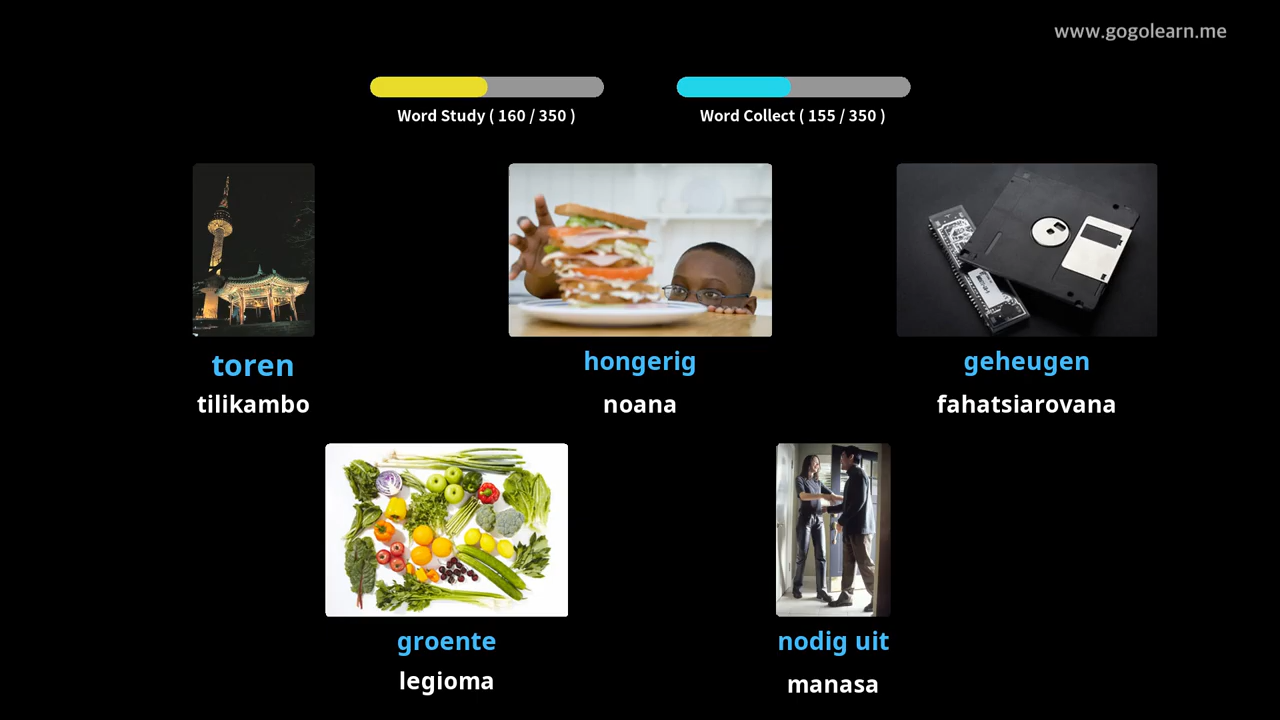 www.gogolearn.me
Word Study ( 160 / 350 )
Word Collect ( 155 / 350 )
toren
tilikambo
hongerig
noana
geheugen
fahatsiarovana
groente
legioma
nodig uit
manasa